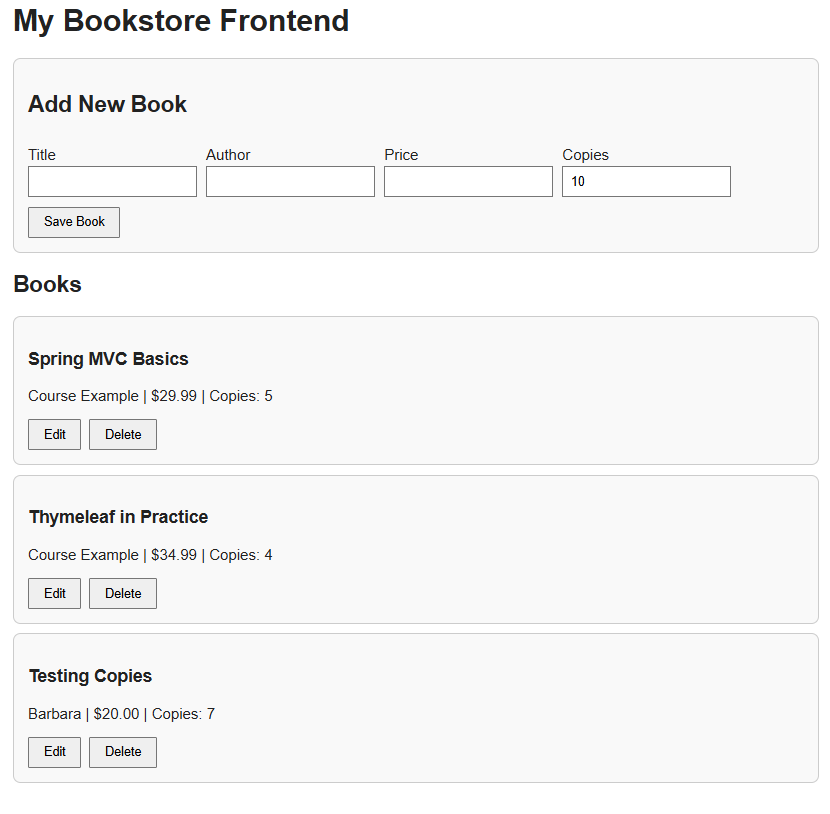 My Bookstore Frontend
Add New Book
Title Author Price Copies
10
Save Book
Books
Spring MVC Basics
Course Example | $29.99 | Copies: 5
Edit Delete
Thymeleaf in Practice
Course Example | $34.99 | Copies: 4
Edit Delete
Testing Copies
Barbara | $20.00 | Copies: 7
Edit Delete